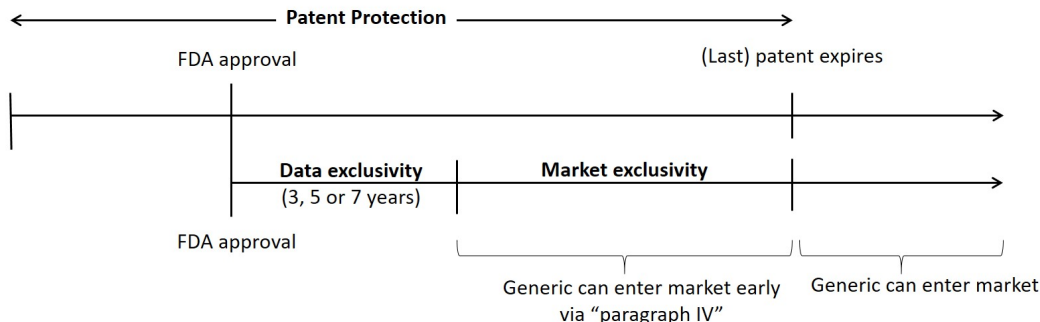 Patent Protection
FDA approval
(Last) patent expires
Data exclusivity
(3, 5 or 7 years)
Market exclusivity
FDA approval
Generic can enter market early
via “paragraph IV”
Generic can enter market